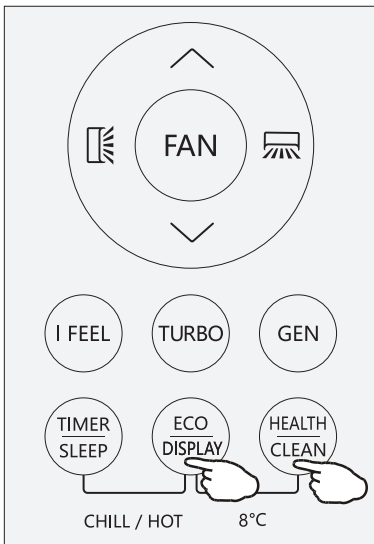 FAN
I FEEL TURBO GEN
TIMER ECO HEALTH
SLEEP DISPLAY CLEAN
CHILL / HOT 8°C